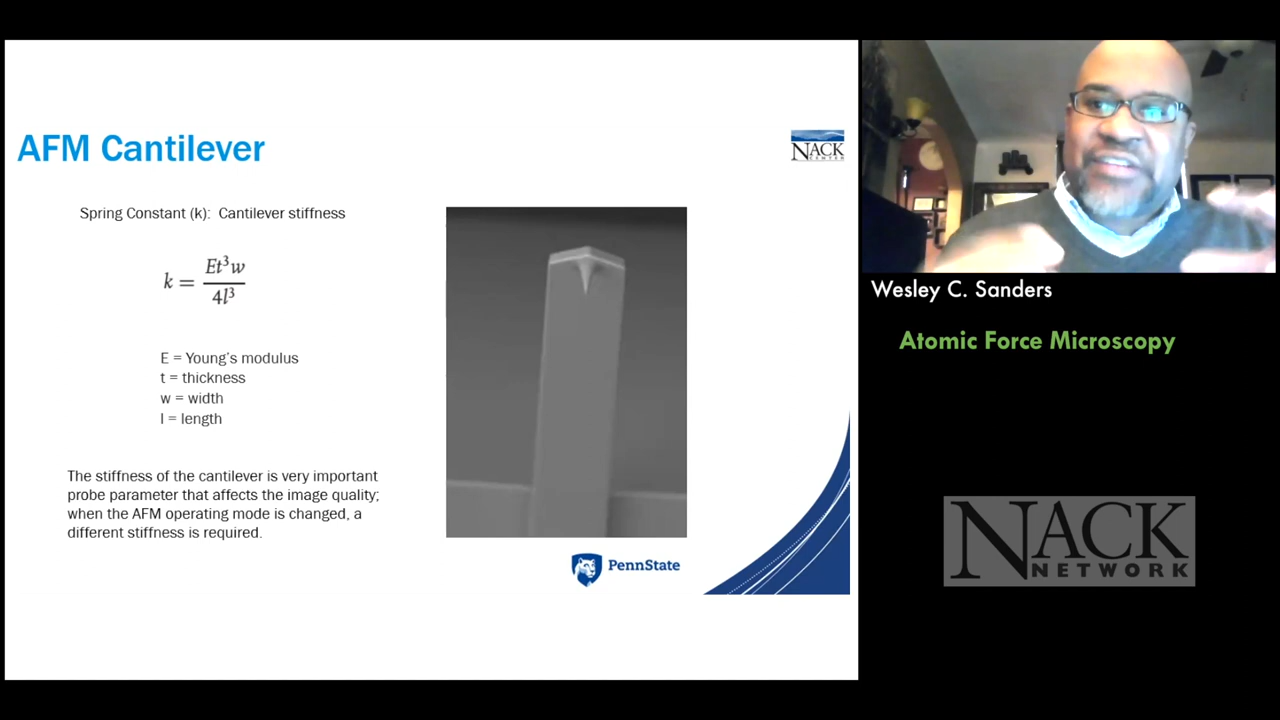 AFM Cantilever
NACK
CENTER
Spring Constant (k): Cantilever stiffness
k = Et³w / 4l³
E = Young's modulus
t = thickness
w = width
l = length
The stiffness of the cantilever is very important
probe parameter that affects the image quality;
when the AFM operating mode is changed, a
different stiffness is required.
PennState
Wesley C. Sanders
Atomic Force Microscopy
NACK
NETWORK